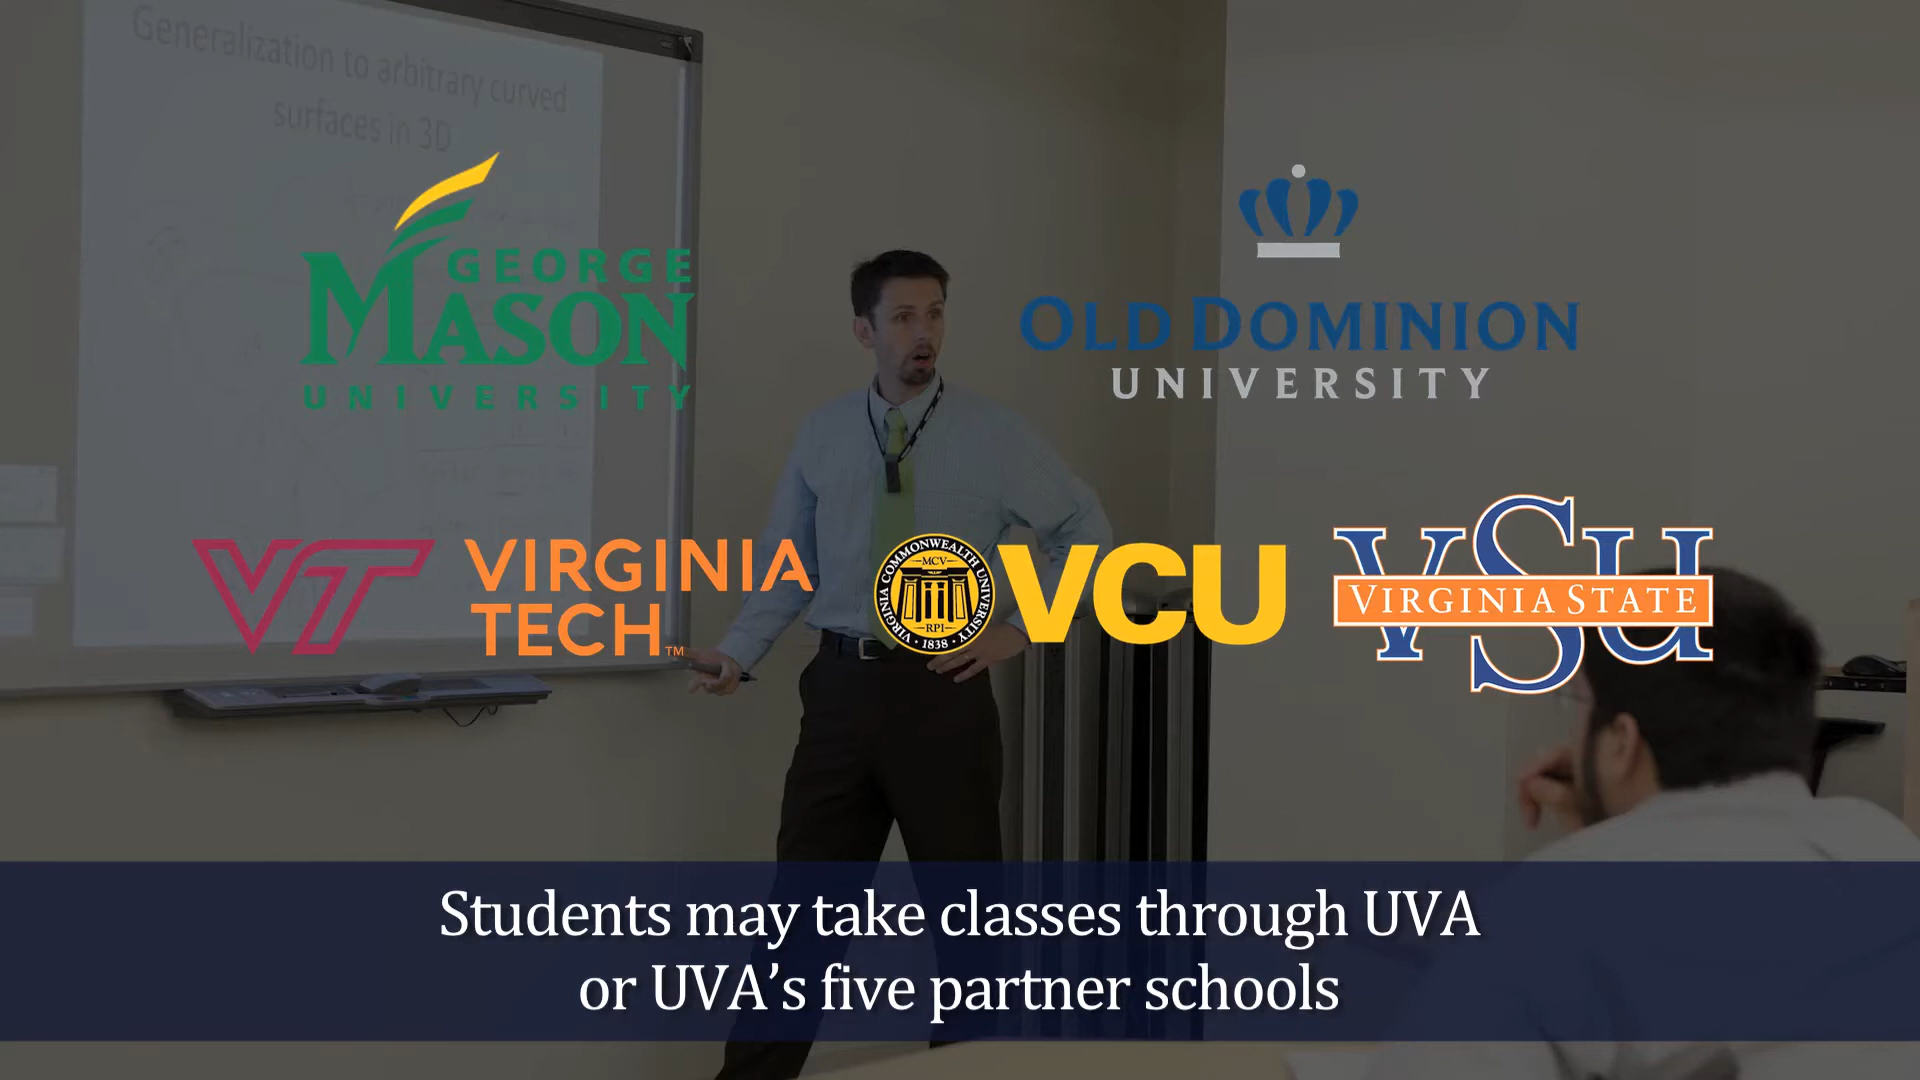 Generalization to arbitrary curved
surfaces in 3D
GEORGE
MASON
UNIVERSITY
OLD DOMINION
UNIVERSITY
VT VIRGINIA
TECH™
VIRGINIA COMMONWEALTH UNIVERSITY
MCV
RPI
· 1838 ·
VCU
VSU
VIRGINIA STATE
Students may take classes through UVA
or UVA’s five partner schools